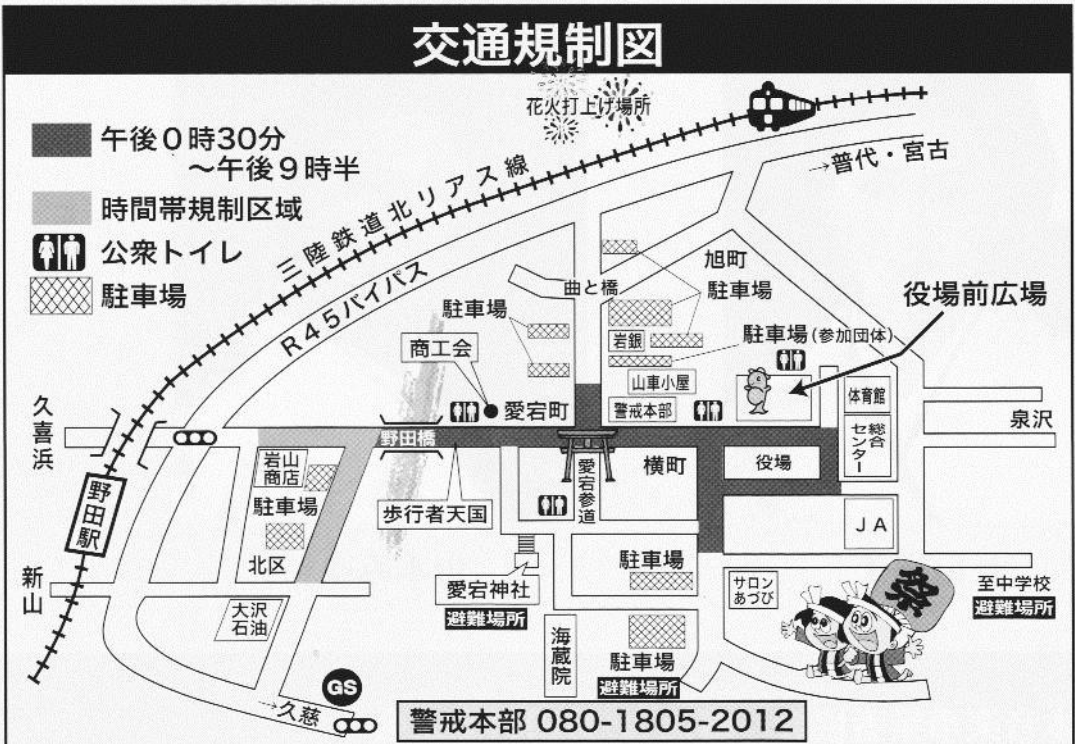 交通規制図
花火打上げ場所
午後0時30分
～午後9時半
時間帯規制区域
公衆トイレ
駐車場
三陸鉄道北リアス線
R45バイパス
→普代・宮古
旭町
駐車場
曲と橋
役場前広場
駐車場
岩銀
駐車場(参加団体)
商工会
山車小屋
愛宕町
警戒本部
体育館
久喜浜
泉沢
野田橋
総合
センター
岩山
商店
横町
役場
愛宕参道
駐車場
歩行者天国
野田駅
JA
北区
駐車場
新山
愛宕神社
避難場所
サロン
あづび
祭
至中学校
避難場所
大沢
石油
海蔵院
駐車場
避難場所
GS
→久慈
警戒本部 080-1805-2012